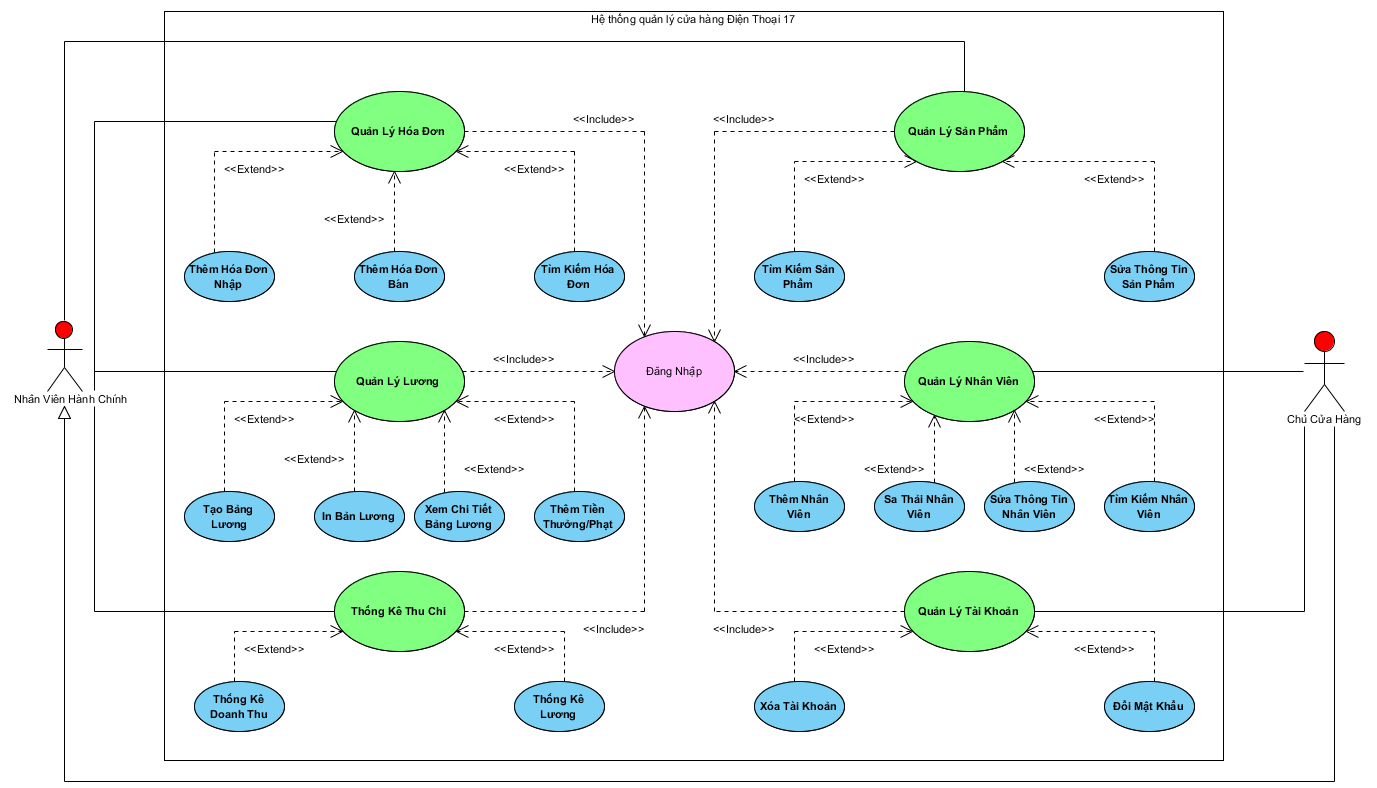 Hệ thống quản lý cửa hàng Điện Thoại 17
Quản Lý Hóa Đơn
<<Include>>
<<Include>>
Quản Lý Sản Phẩm
<<Extend>>
<<Extend>>
<<Extend>>
<<Extend>>
<<Extend>>
<<Extend>>
Thêm Hóa Đơn
Nhập
Thêm Hóa Đơn
Bàn
Tìm Kiếm Hóa
Đơn
Tìm Kiếm Sản
Phẩm
Sửa Thông Tin
Sản Phẩm
Nhân Viên Hành Chính
Quản Lý Lương
<<Include>>
Đăng Nhập
<<Include>>
Quản Lý Nhân Viên
Chủ Cửa Hàng
<<Extend>>
<<Extend>>
<<Extend>>
<<Extend>>
<<Extend>>
<<Extend>>
<<Extend>>
<<Extend>>
Tạo Bảng
Lương
In Bản Lương
Xem Chi Tiết
Bảng Lương
Thêm Tiền
Thưởng/Phạt
Thêm Nhân
Viên
Sa Thải Nhân
Viên
Sửa Thông Tin
Nhân Viên
Tìm Kiếm Nhân
Viên
Thống Kê Thu Chi
<<Include>>
<<Include>>
Quản Lý Tài Khoản
<<Extend>>
<<Extend>>
<<Extend>>
<<Extend>>
Thống Kê
Doanh Thu
Thống Kê
Lương
Xóa Tài Khoản
Đổi Mật Khẩu